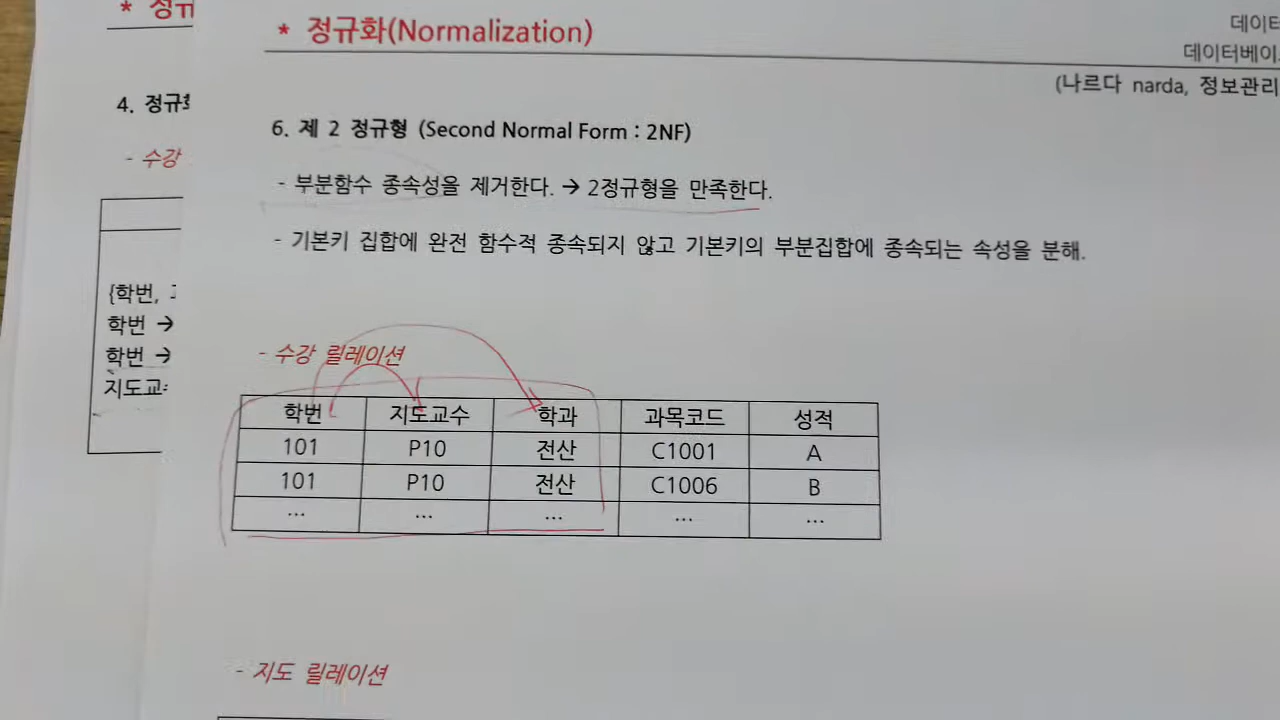 * 정규
4. 정규화
- 수강
{학번,
학번 →
학번 →
지도교
* 정규화(Normalization)
데이터
데이터베이스
(나르다 narda, 정보관리
6. 제 2 정규형 (Second Normal Form : 2NF)
- 부분함수 종속성을 제거한다. → 2정규형을 만족한다.
- 기본키 집합에 완전 함수적 종속되지 않고 기본키의 부분집합에 종속되는 속성을 분해.
- 수강 릴레이션
학번 지도교수 학과 과목코드 성적
101 P10 전산 C1001 A
101 P10 전산 C1006 B
... ... ... ... ...
- 지도 릴레이션